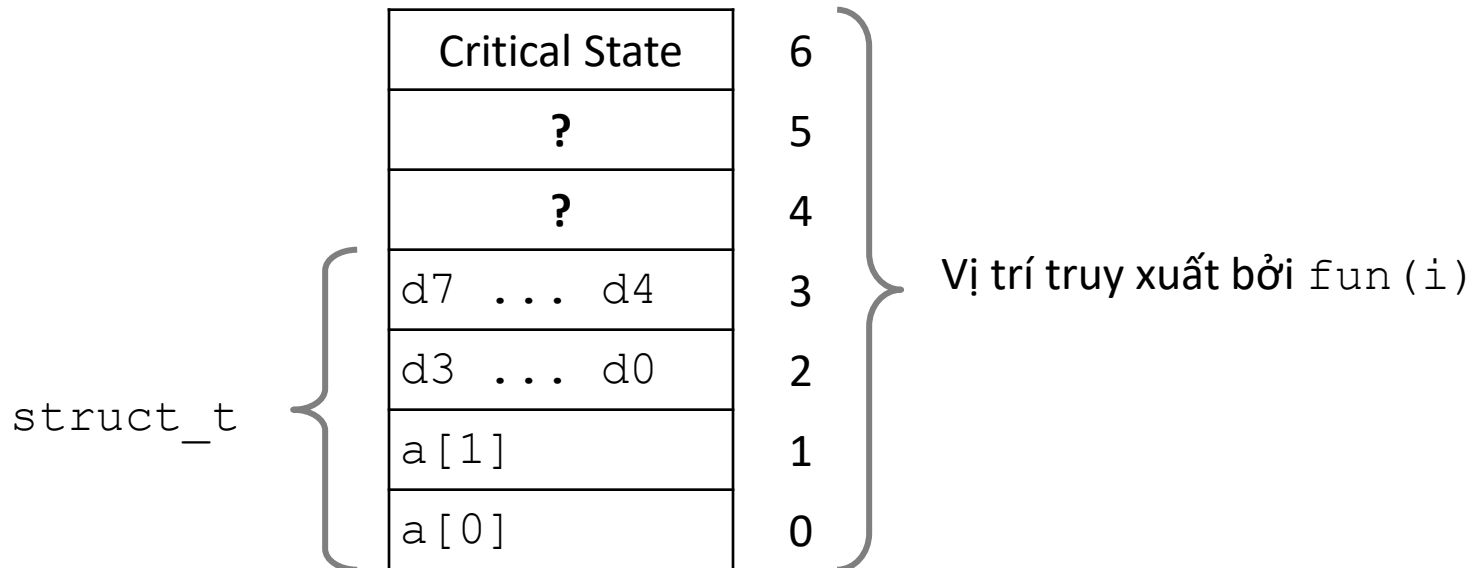 Critical State 6
? 5
? 4
d7 ... d4 3
Vị trí truy xuất bởi fun(i)
d3 ... d0 2
struct_t
a[1] 1
a[0] 0